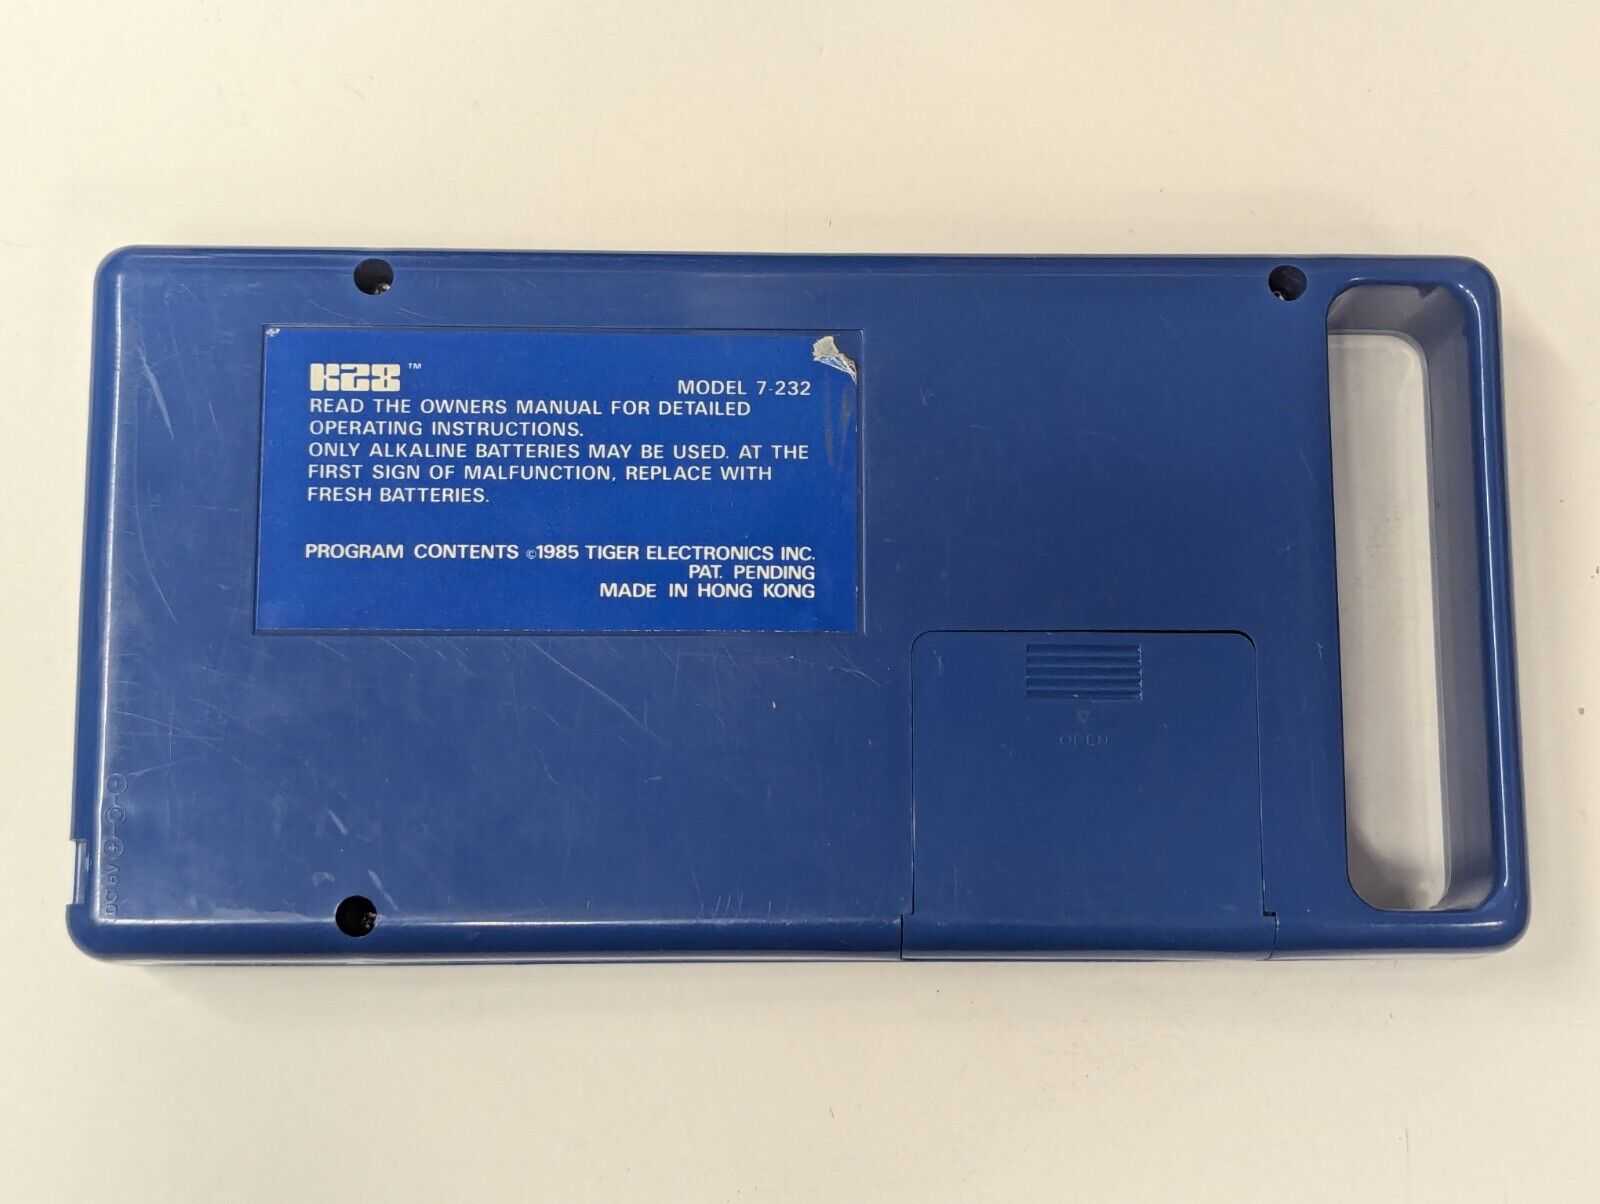 K28™
MODEL 7-232
READ THE OWNERS MANUAL FOR DETAILED
OPERATING INSTRUCTIONS.
ONLY ALKALINE BATTERIES MAY BE USED. AT THE
FIRST SIGN OF MALFUNCTION, REPLACE WITH
FRESH BATTERIES.
PROGRAM CONTENTS ©1985 TIGER ELECTRONICS INC.
PAT. PENDING
MADE IN HONG KONG
OPEN
DC 6V